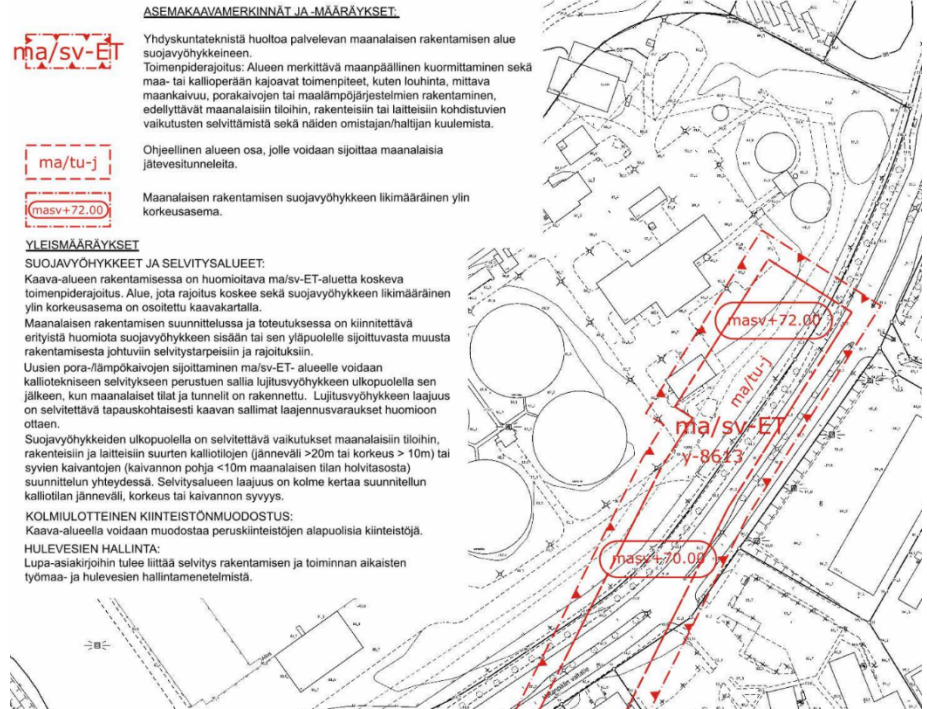 ASEMAKAAVAMERKINNÄT JA -MÄÄRÄYKSET:
ma/sv-ET
Yhdyskuntateknistä huoltoa palvelevan maanalaisen rakentamisen alue
suojavyöhykkeineen.
Toimenpiderajoitus: Alueen merkittävä maanpäällinen kuormittaminen sekä
maa- tai kallioperään kajoavat toimenpiteet, kuten louhinta, mittava
maankaivuu, porakaivojen tai maalämpöjärjestelmien rakentaminen,
edellyttävät maanalaisiin tiloihin, rakenteisiin tai laitteisiin kohdistuvien
vaikutusten selvittämistä sekä näiden omistajan/haltijan kuulemista.
ma/tu-j
Ohjeellinen alueen osa, jolle voidaan sijoittaa maanalaisia
jätevesitunneleita.
masv+72.00
Maanalaisen rakentamisen suojavyöhykkeen likimääräinen ylin
korkeusasema.
YLEISMÄÄRÄYKSET
SUOJAVYÖHYKKEET JA SELVITYSALUEET:
Kaava-alueen rakentamisessa on huomioitava ma/sv-ET-aluetta koskeva
toimenpiderajoitus. Alue, jota rajoitus koskee sekä suojavyöhykkeen likimääräinen
ylin korkeusasema on osoitettu kaavakartalla.
Maanalaisen rakentamisen suunnittelussa ja toteutuksessa on kiinnitettävä
erityistä huomiota suojavyöhykkeen sisään tai sen yläpuolelle sijoittuvasta muusta
rakentamisesta johtuviin selvitystarpeisiin ja rajoituksiin.
Uusien pora-/lämpökaivojen sijoittaminen ma/sv-ET- alueelle voidaan
kalliotekniseen selvitykseen perustuen sallia lujitusvyöhykkeen ulkopuolella sen
jälkeen, kun maanalaiset tilat ja tunnelit on rakennettu. Lujitusvyöhykkeen laajuus
on selvitettävä tapauskohtaisesti kaavan sallimat laajennusvaraukset huomioon
ottaen.
Suojavyöhykkeiden ulkopuolella on selvitettävä vaikutukset maanalaisiin tiloihin,
rakenteisiin ja laitteisiin suurten kalliotilojen (jänneväli >20m tai korkeus > 10m) tai
syvien kaivantojen (kaivannon pohja <10m maanalaisen tilan holvitasosta)
suunnittelun yhteydessä. Selvitysalueen laajuus on kolme kertaa suunnitellun
kalliotilan jänneväli, korkeus tai kaivannon syvyys.
KOLMIULOTTEINEN KIINTEISTÖNMUODOSTUS:
Kaava-alueella voidaan muodostaa peruskiinteistöjen alapuolisia kiinteistöjä.
HULEVESIEN HALLINTA:
Lupa-asiakirjoihin tulee liittää selvitys rakentamisen ja toiminnan aikaisten
työmaa- ja hulevesien hallintamenetelmistä.
masv+72.00
ma/tu-j
ma/sv-ET
y-8613
masv+70.00